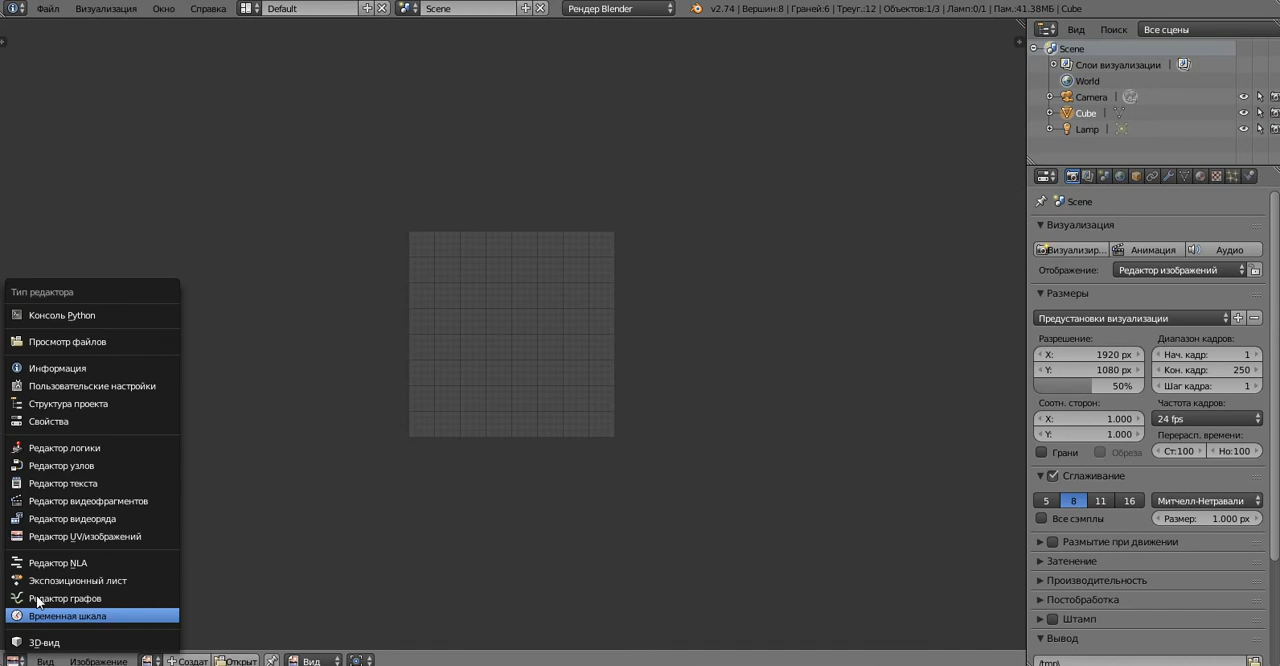 Файл Визуализация Окно Справка Default Scene Рендер Blender v2.74 | Вершин:8 | Граней:6 | Треуг.:12 | Объектов:1/3 | Ламп:0/1 | Пам.:41.38МБ | Cube
Вид Поиск Все сцены
Scene
Слои визуализации
World
Camera
Cube
Lamp
Scene
Визуализация
Визуализир... Анимация Аудио
Отображение: Редактор изображений
Размеры
Предустановки визуализации
Разрешение: Диапазон кадров:
X: 1920 px Нач. кадр: 1
Y: 1080 px Кон. кадр: 250
50% Шаг кадра: 1
Соотн. сторон: Частота кадров:
X: 1.000 24 fps
Y: 1.000 Перерасп. времени:
Грани Обреза Ст:100 Но:100
Сглаживание
5 8 11 16 Митчелл-Нетравали
Все сэмплы Размер: 1.000 px
Размытие при движении
Затенение
Производительность
Постобработка
Штамп
Вывод
/tmp\
Тип редактора
Консоль Python
Просмотр файлов
Информация
Пользовательские настройки
Структура проекта
Свойства
Редактор логики
Редактор узлов
Редактор текста
Редактор видеофрагментов
Редактор видеоряда
Редактор UV/изображений
Редактор NLA
Экспозиционный лист
Редактор графов
Временная шкала
3D-вид
Вид Изображение Создат Открыт Вид